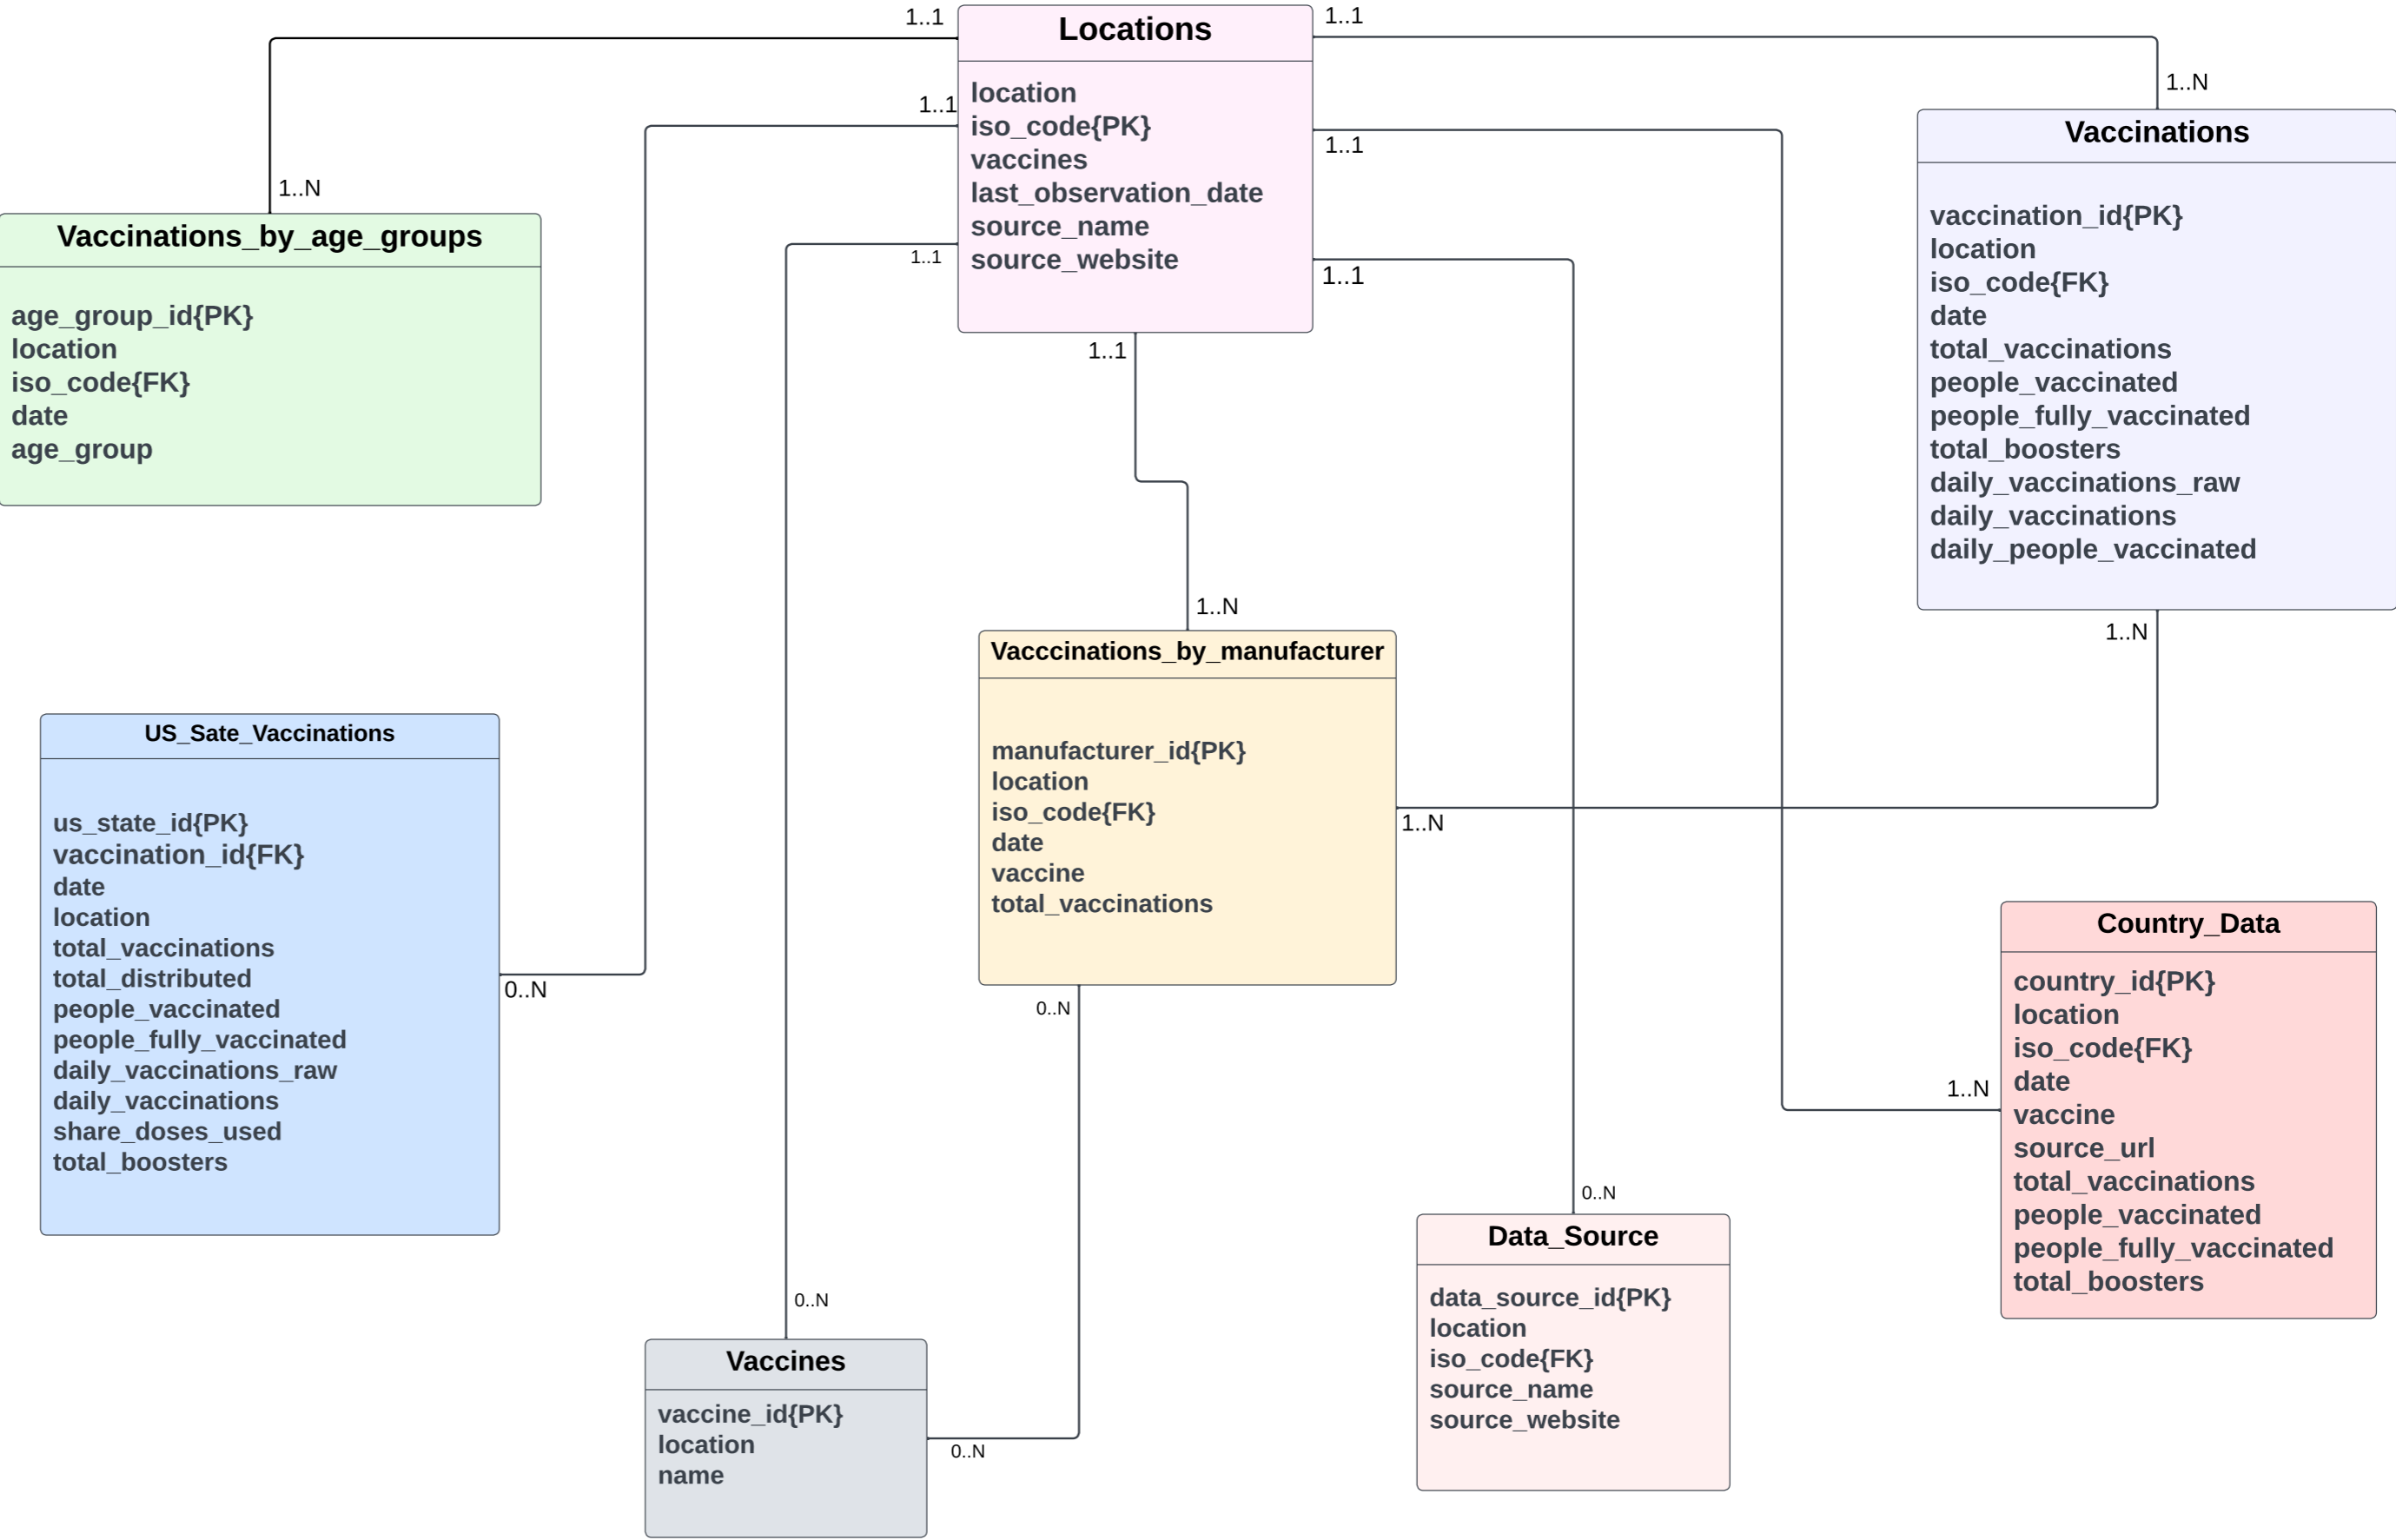 Locations
location
iso_code{PK}
vaccines
last_observation_date
source_name
source_website
1..1
1..1
1..1
1..1
1..1
1..1
1..1
1..N
Vaccinations_by_age_groups
age_group_id{PK}
location
iso_code{FK}
date
age_group
1..N
Vaccinations
vaccination_id{PK}
location
iso_code{FK}
date
total_vaccinations
people_vaccinated
people_fully_vaccinated
total_boosters
daily_vaccinations_raw
daily_vaccinations
daily_people_vaccinated
1..N
1..N
Vacccinations_by_manufacturer
manufacturer_id{PK}
location
iso_code{FK}
date
vaccine
total_vaccinations
1..N
0..N
US_Sate_Vaccinations
us_state_id{PK}
vaccination_id{FK}
date
location
total_vaccinations
total_distributed
people_vaccinated
people_fully_vaccinated
daily_vaccinations_raw
daily_vaccinations
share_doses_used
total_boosters
0..N
1..N
Country_Data
country_id{PK}
location
iso_code{FK}
date
vaccine
source_url
total_vaccinations
people_vaccinated
people_fully_vaccinated
total_boosters
0..N
Data_Source
data_source_id{PK}
location
iso_code{FK}
source_name
source_website
0..N
Vaccines
vaccine_id{PK}
location
name
0..N